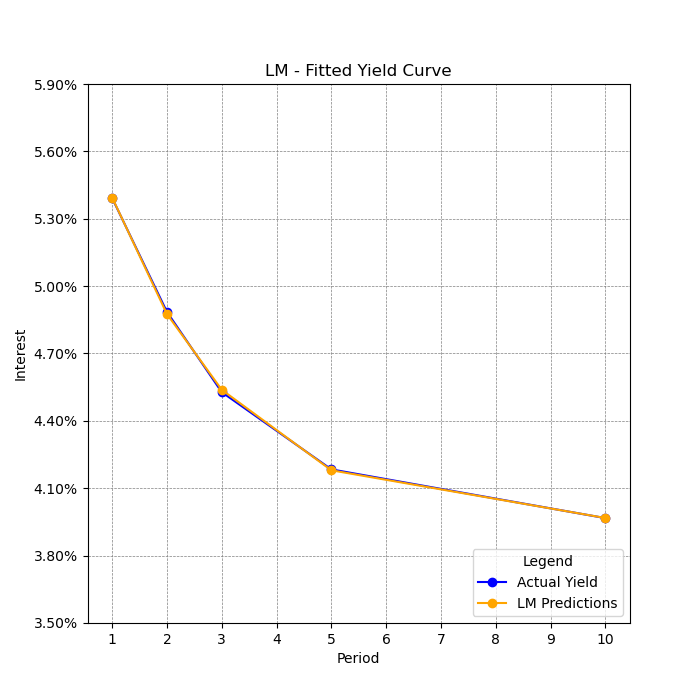 LM - Fitted Yield Curve
5.90%
5.60%
5.30%
5.00%
4.70%
4.40%
4.10%
3.80%
3.50%
Interest
1 2 3 4 5 6 7 8 9 10
Period
Legend
Actual Yield
LM Predictions